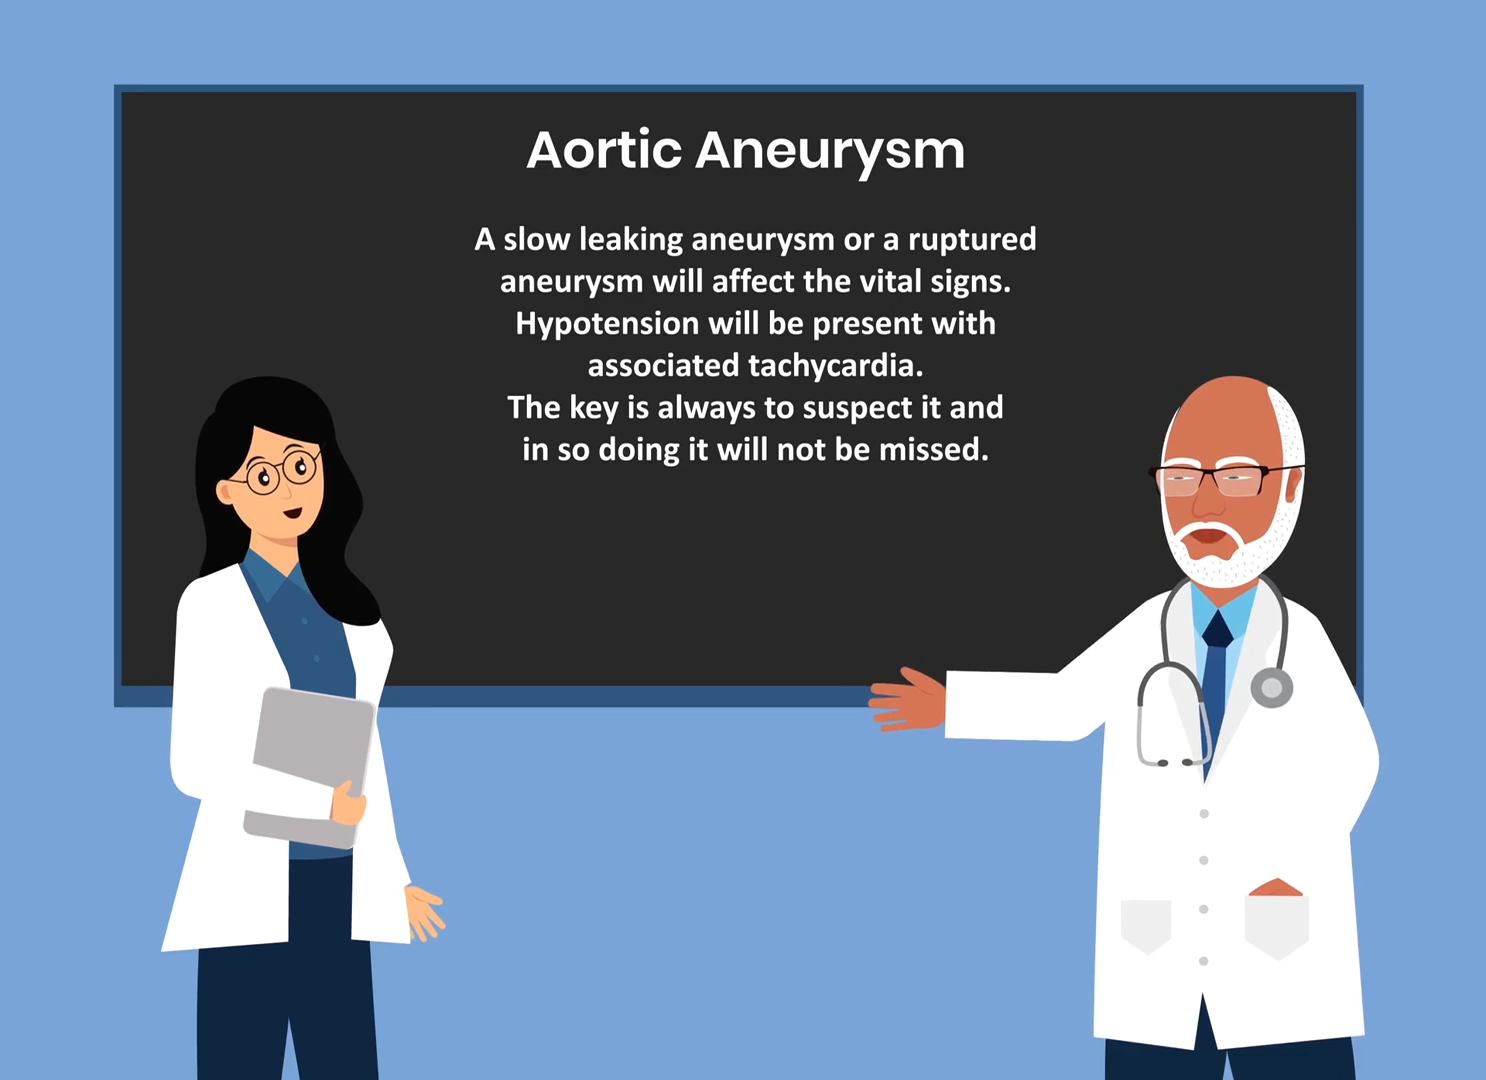 Aortic Aneurysm
A slow leaking aneurysm or a ruptured
aneurysm will affect the vital signs.
Hypotension will be present with
associated tachycardia.
The key is always to suspect it and
in so doing it will not be missed.